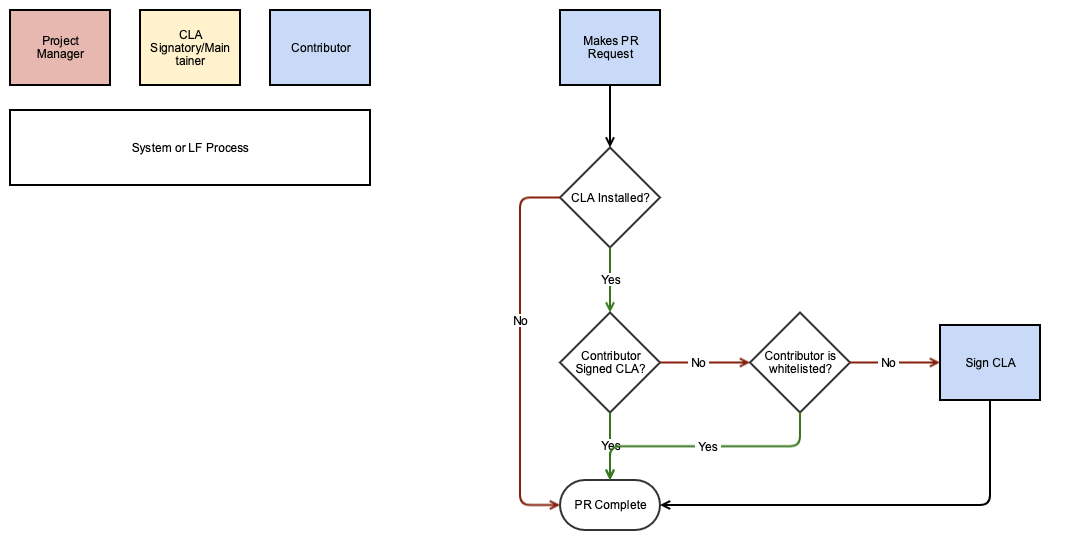 Project
Manager
CLA
Signatory/Main
tainer
Contributor
System or LF Process
Makes PR
Request
CLA Installed?
Yes
No
Contributor
Signed CLA?
No
Contributor is
whitelisted?
No
Sign CLA
Yes
Yes
PR Complete